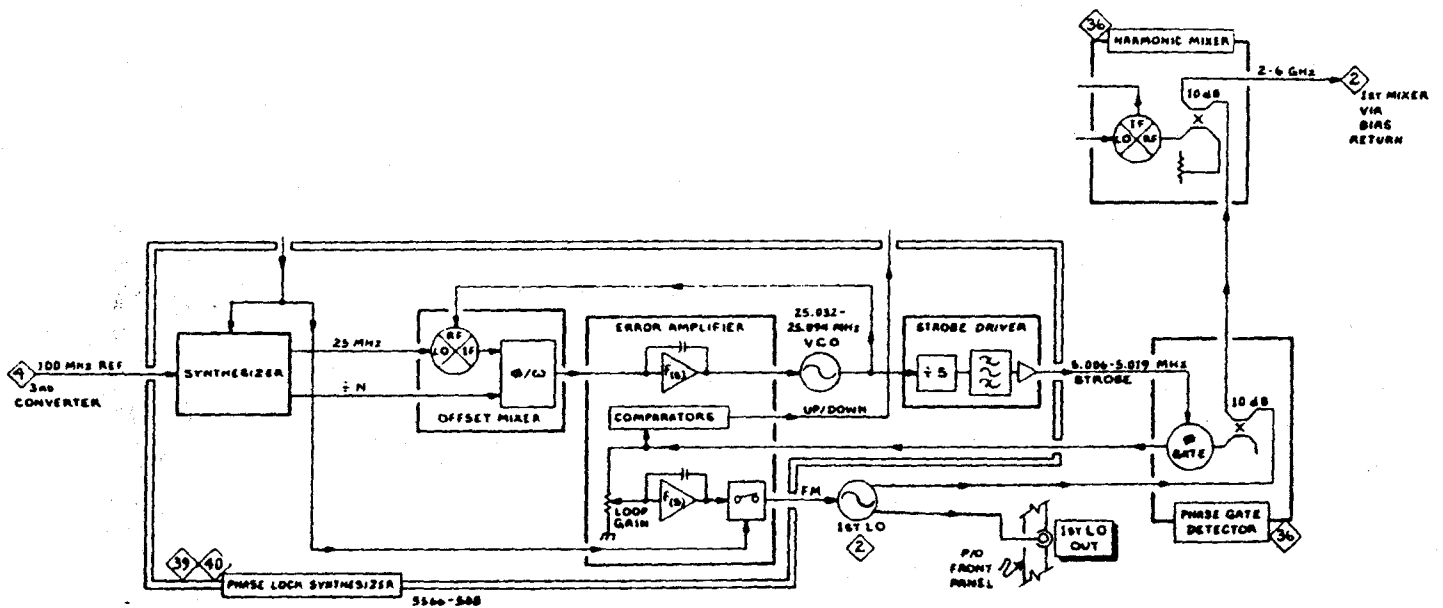 36
HARMONIC MIXER
2-6 GHz
2
1ST MIXER
VIA
BIAS
RETURN
10 dB
IF
LO RF
4
100 MHz REF
3RD
CONVERTER
SYNTHESIZER
25 MHz
÷ N
RF
LO IF
Φ/ω
OFFSET MIXER
ERROR AMPLIFIER
f(s)
COMPARATORS
UP/DOWN
f(s)
LOOP
GAIN
25.032-
25.094 MHz
VCO
STROBE DRIVER
÷ 5
5.006-5.019 MHz
STROBE
10 dB
Φ
GATE
PHASE GATE
DETECTOR
36
FM
1ST LO
2
P/O
FRONT
PANEL
1ST LO
OUT
39
40
PHASE LOCK SYNTHESIZER